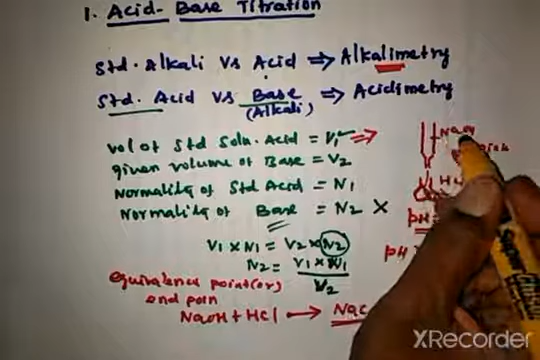 1. Acid-Base Titration
Std. Alkali Vs Acid ⇒ Alkalimetry
Std. Acid vs Base ⇒ Acidimetry
(Alkali)
Vol of Std Soln. Acid = V1 ⇒
given volume of Base = V2
Normality of Std Acid = N1
Normality of Base = N2 ×
V1 × N1 = V2 × N2
N2 = V1 × N1
V2
equivalence point (or)
end poin
NaOH + HCl → Nac
pH =
pH
XRecorder